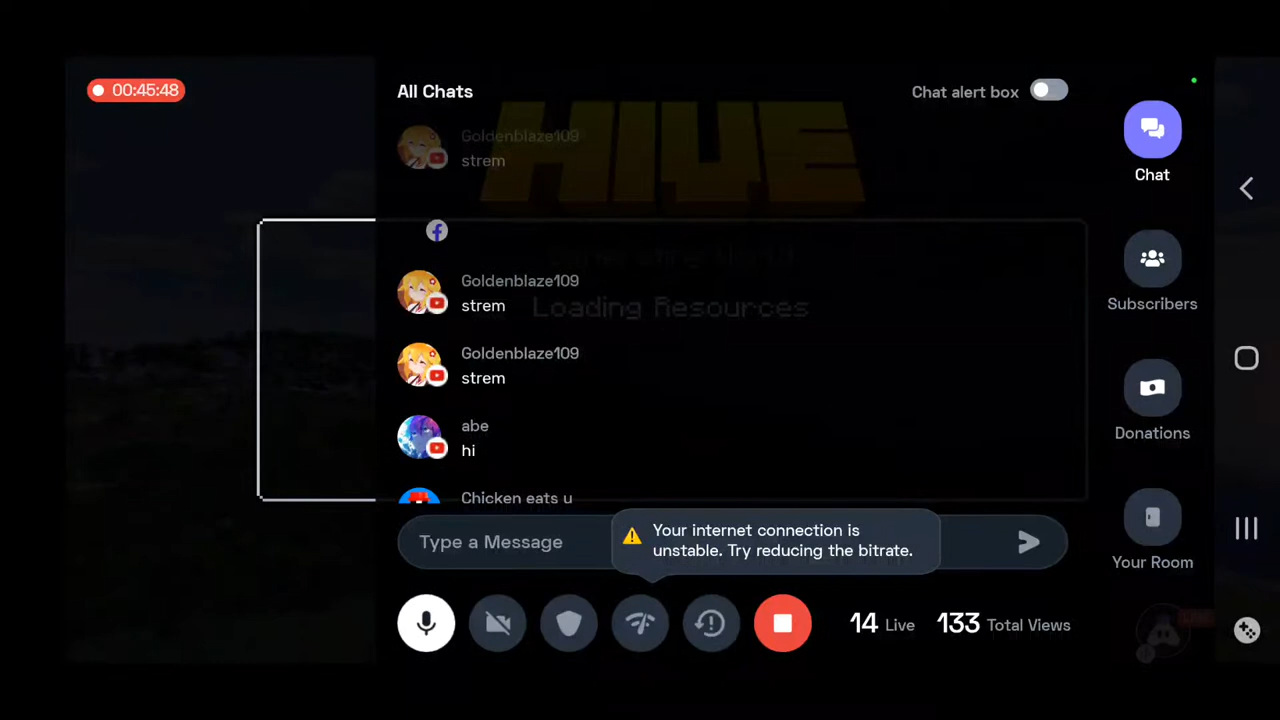 00:45:48
All Chats
Chat alert box
HIVE
Goldenblaze109
strem
Chat
Goldenblaze109
strem
Loading Resources
Subscribers
Goldenblaze109
strem
abe
hi
Donations
Chicken eats u
Type a Message
Your internet connection is
unstable. Try reducing the bitrate.
Your Room
14 Live
133 Total Views